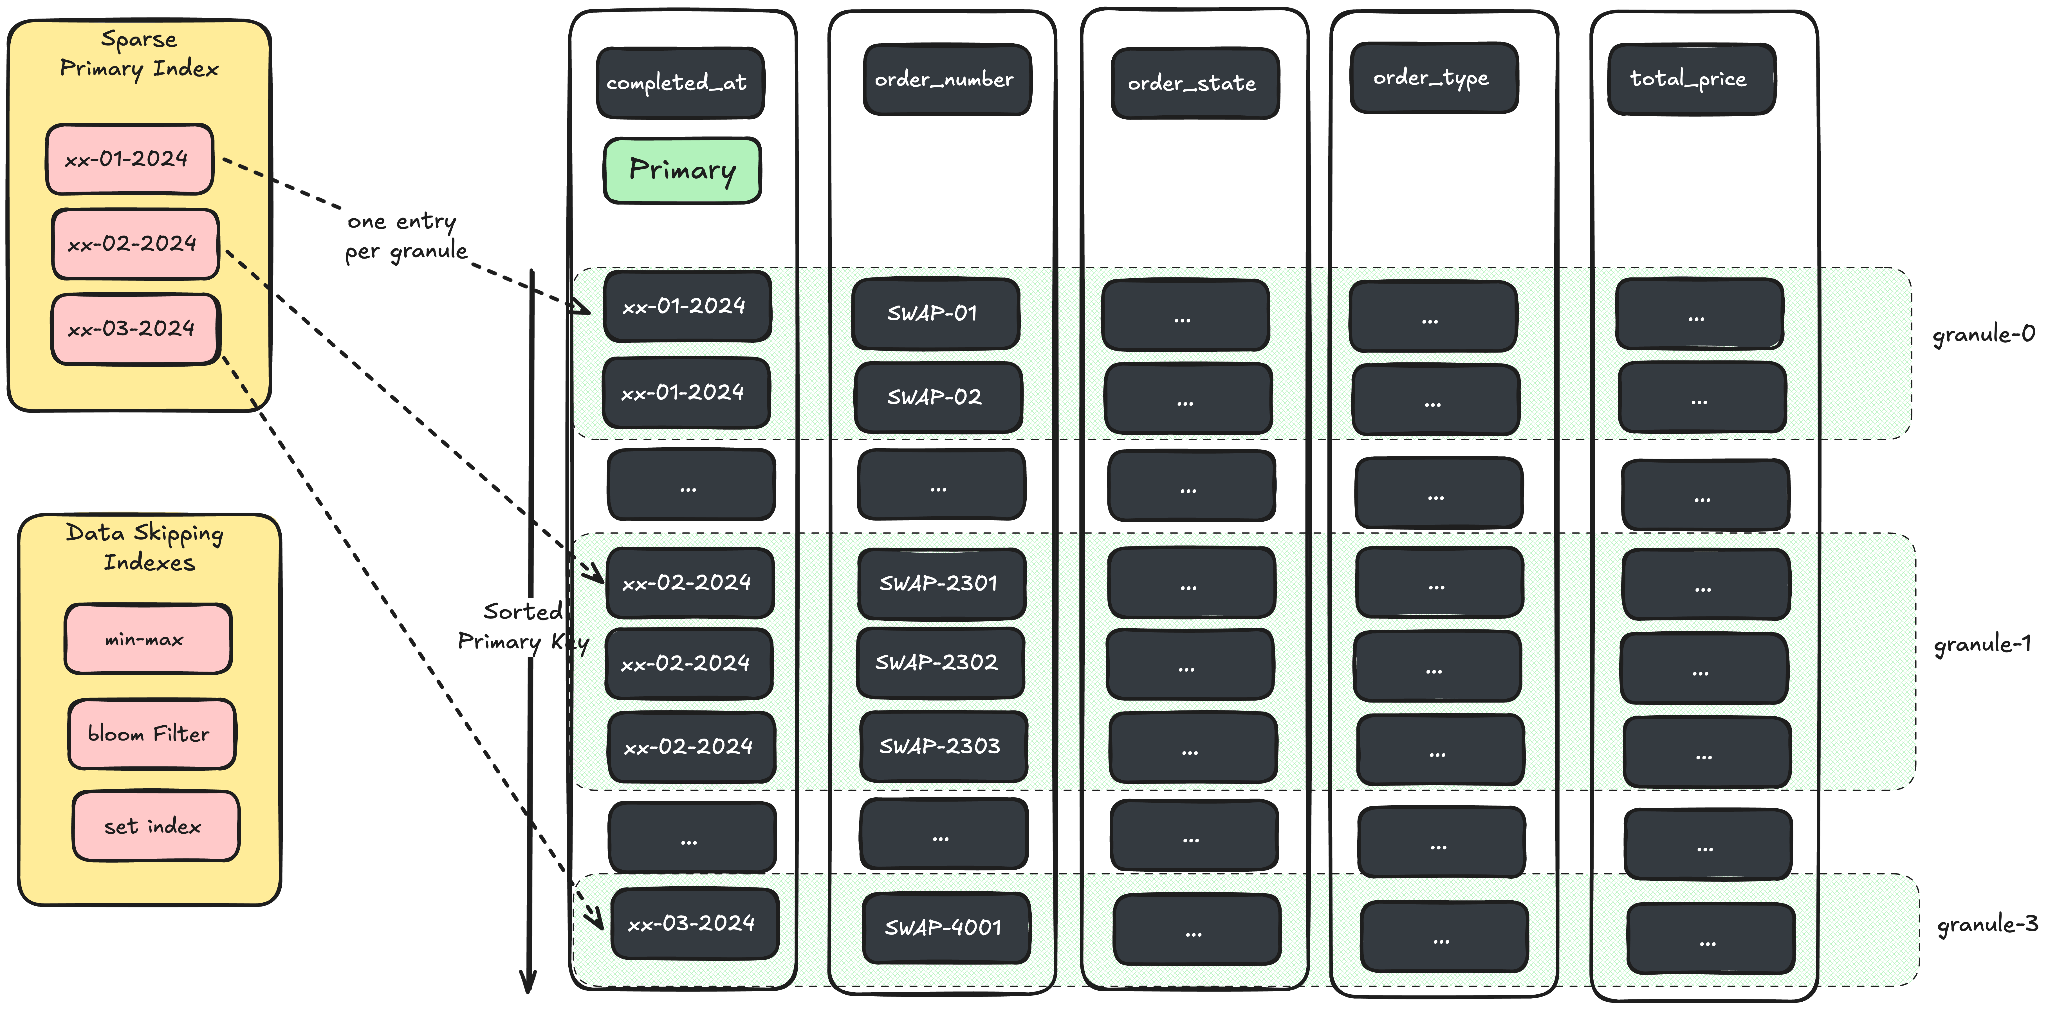 Sparse
Primary Index
xx-01-2024
xx-02-2024
xx-03-2024
Data Skipping
Indexes
min-max
bloom Filter
set index
one entry
per granule
Sorted
Primary Key
completed_at
order_number
order_state
order_type
total_price
Primary
xx-01-2024
SWAP-01
...
...
...
granule-0
xx-01-2024
SWAP-02
...
...
...
...
...
...
...
...
xx-02-2024
SWAP-2301
...
...
...
xx-02-2024
SWAP-2302
...
...
...
granule-1
xx-02-2024
SWAP-2303
...
...
...
...
...
...
...
...
xx-03-2024
SWAP-4001
...
...
...
granule-3